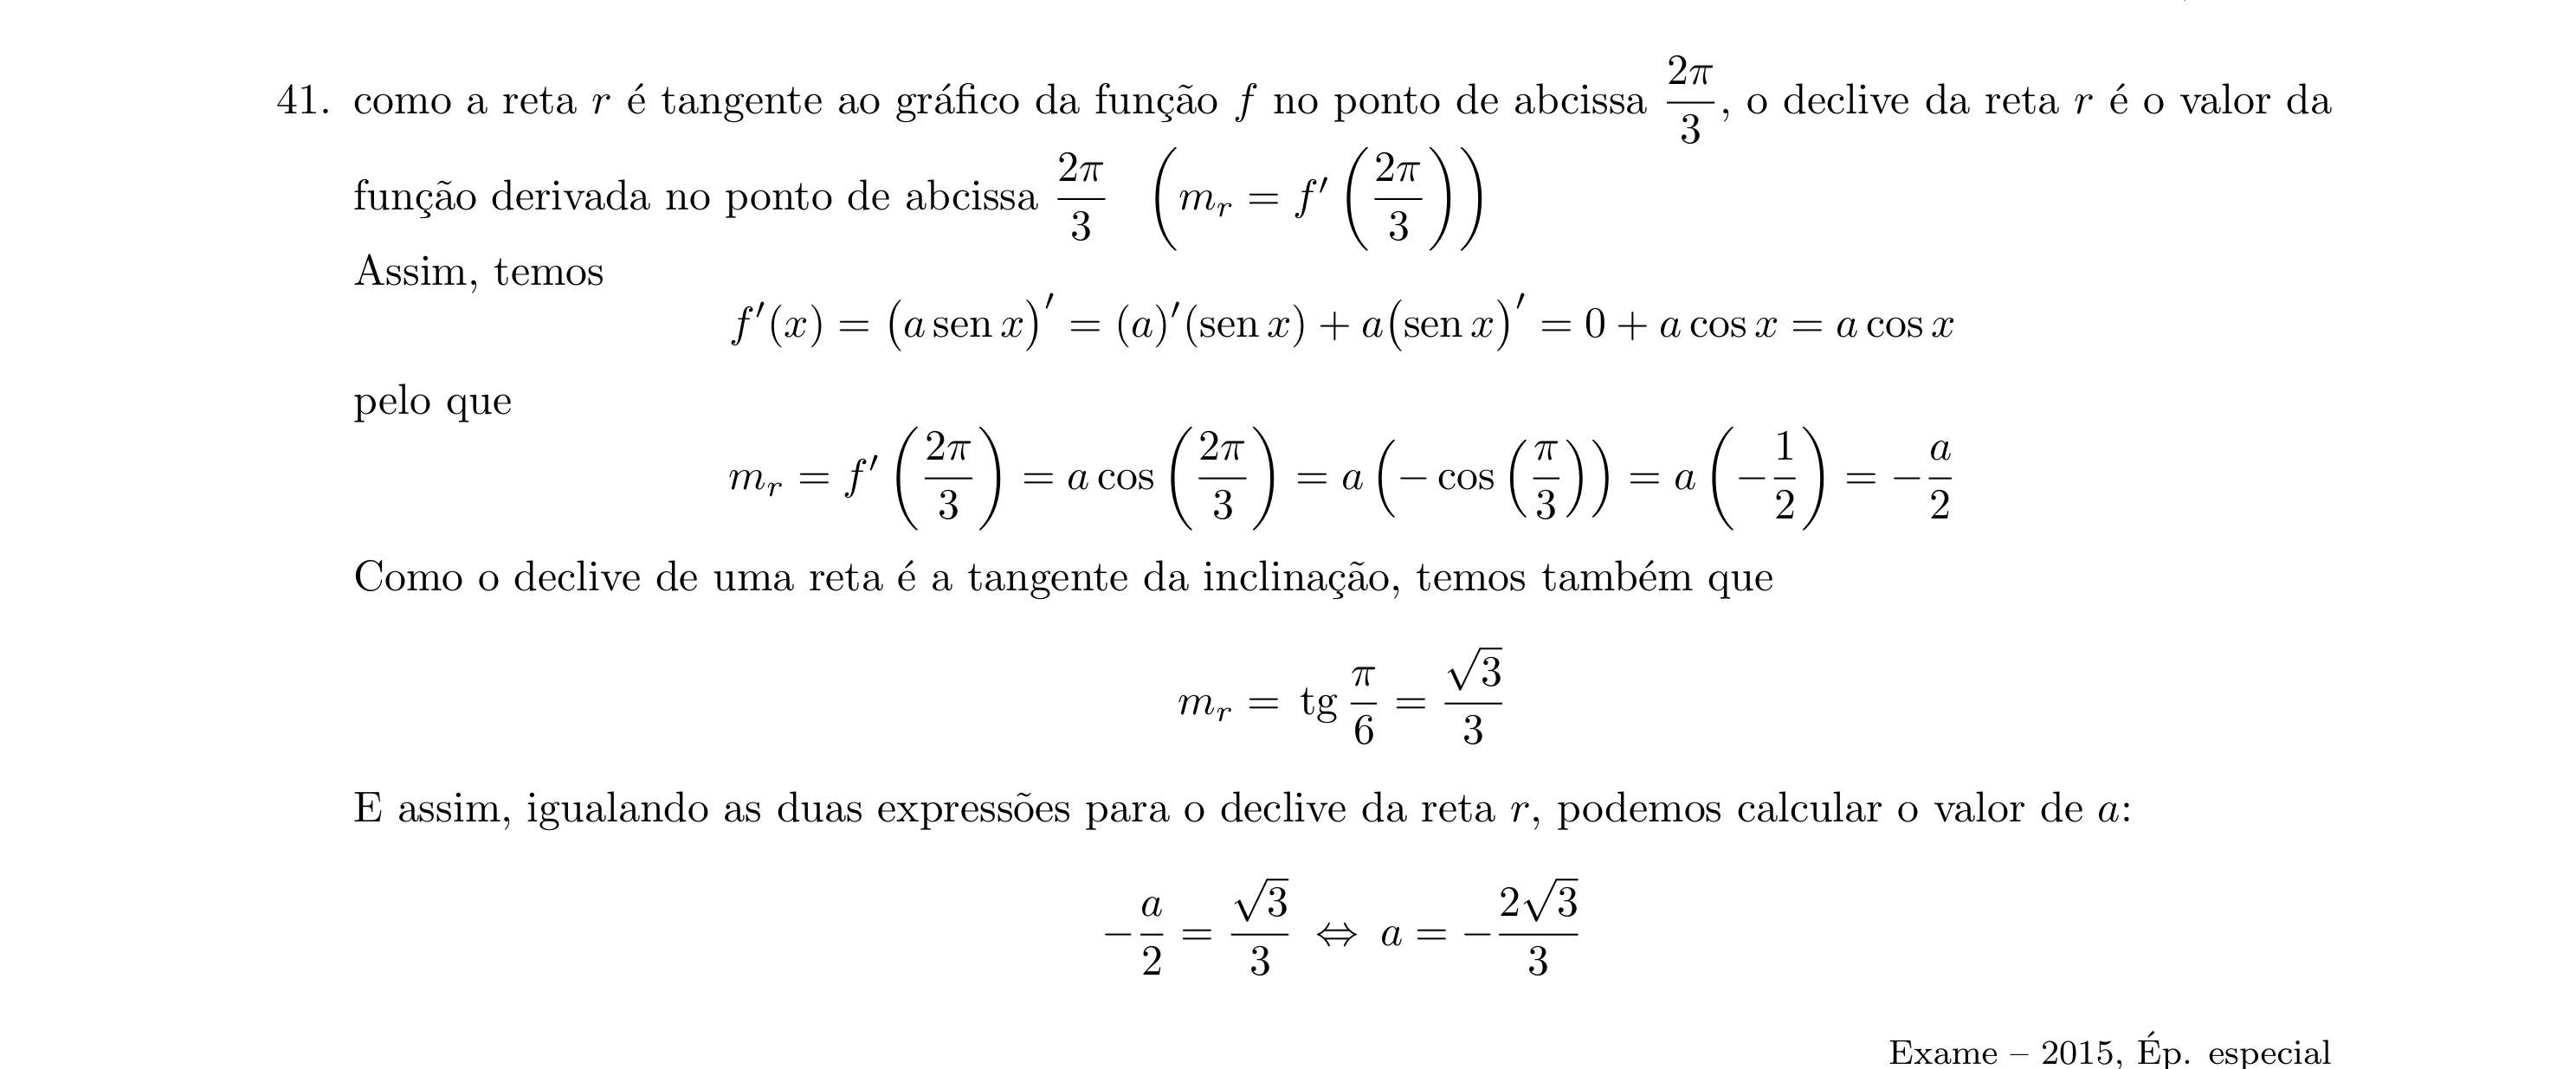 41. como a reta r é tangente ao gráfico da função f no ponto de abcissa 2π/3, o declive da reta r é o valor da
função derivada no ponto de abcissa 2π/3 (m_r = f′(2π/3))
Assim, temos
f′(x) = (a sen x)′ = (a)′(sen x) + a(sen x)′ = 0 + a cos x = a cos x
pelo que
m_r = f′(2π/3) = a cos(2π/3) = a(− cos(π/3)) = a(−1/2) = −a/2
Como o declive de uma reta é a tangente da inclinação, temos também que
m_r = tg π/6 = √3/3
E assim, igualando as duas expressões para o declive da reta r, podemos calcular o valor de a:
−a/2 = √3/3 ⇔ a = −2√3/3
Exame – 2015, Ép. especial